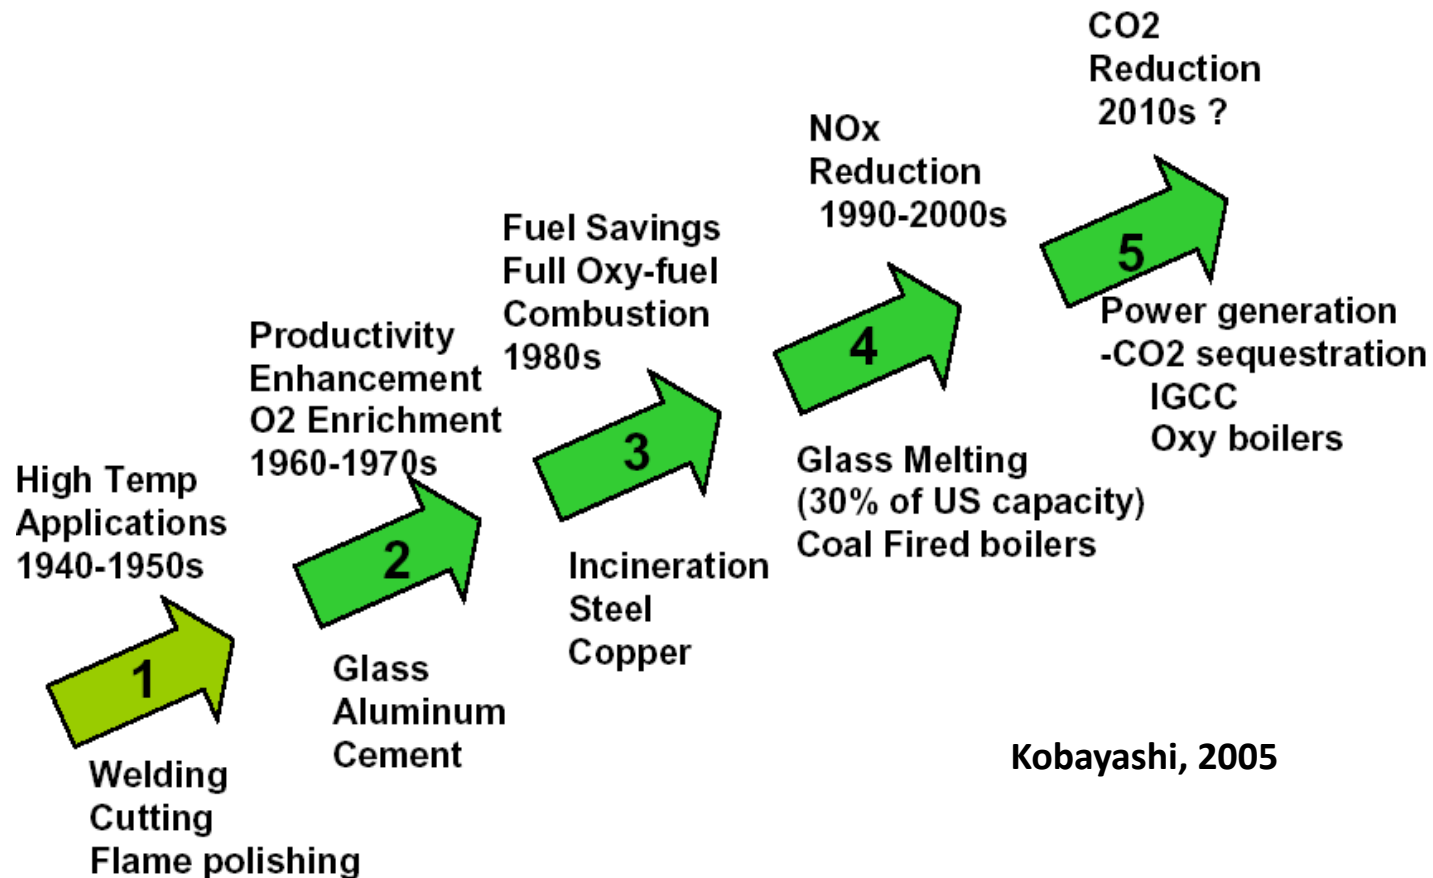 High Temp
Applications
1940-1950s
1
Welding
Cutting
Flame polishing
Productivity
Enhancement
O2 Enrichment
1960-1970s
2
Glass
Aluminum
Cement
Fuel Savings
Full Oxy-fuel
Combustion
1980s
3
Incineration
Steel
Copper
NOx
Reduction
1990-2000s
4
Glass Melting
(30% of US capacity)
Coal Fired boilers
CO2
Reduction
2010s ?
5
Power generation
-CO2 sequestration
IGCC
Oxy boilers
Kobayashi, 2005